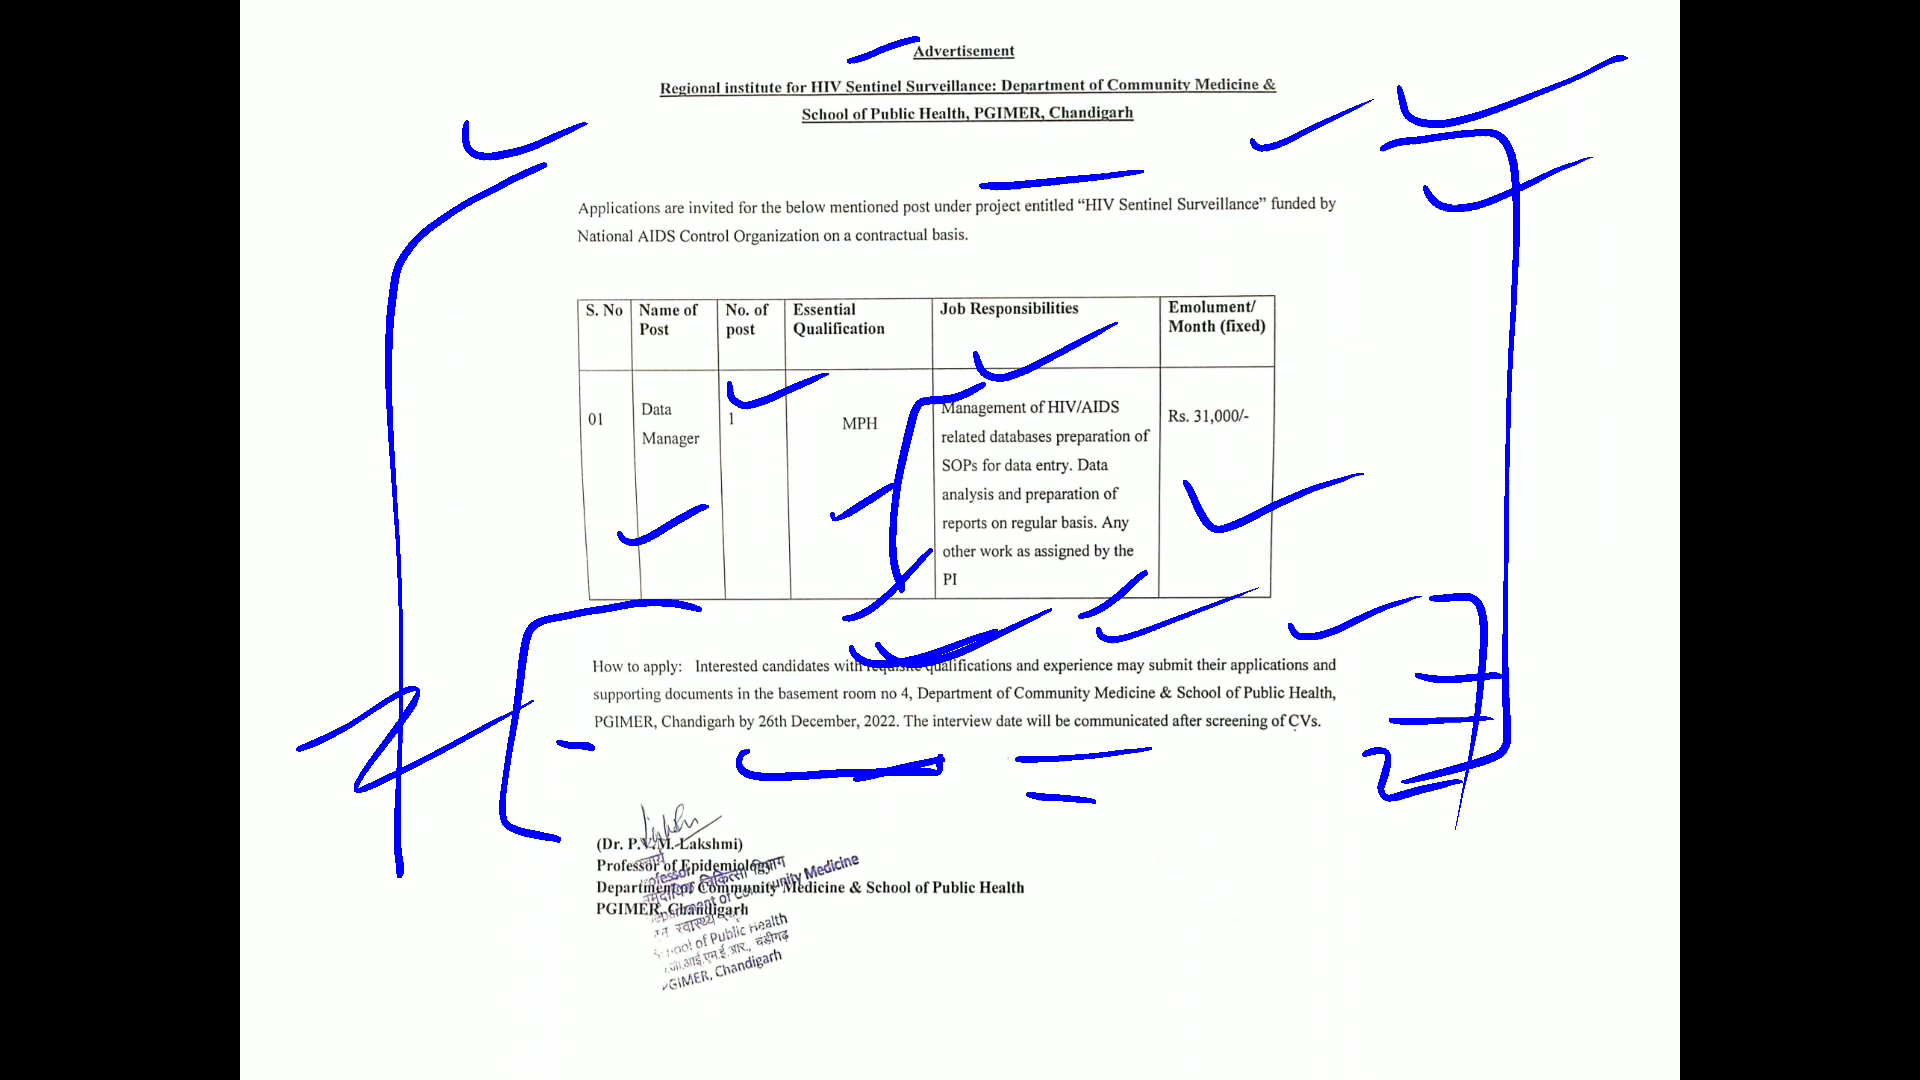 Advertisement
Regional institute for HIV Sentinel Surveillance: Department of Community Medicine &
School of Public Health, PGIMER, Chandigarh
Applications are invited for the below mentioned post under project entitled “HIV Sentinel Surveillance” funded by
National AIDS Control Organization on a contractual basis.
S. No Name of Post No. of post Essential Qualification Job Responsibilities Emolument/ Month (fixed)
01 Data Manager 1 MPH Management of HIV/AIDS Rs. 31,000/-
related databases preparation of
SOPs for data entry. Data
analysis and preparation of
reports on regular basis. Any
other work as assigned by the
PI
How to apply: Interested candidates with requisite qualifications and experience may submit their applications and
supporting documents in the basement room no 4, Department of Community Medicine & School of Public Health,
PGIMER, Chandigarh by 26th December, 2022. The interview date will be communicated after screening of CVs.
(Dr. P.V.M. Lakshmi)
Professor of Epidemiology
Department of Community Medicine & School of Public Health
PGIMER, Chandigarh
चिकित्सा विभाग
of Community Medicine
स्वास्थ्य
School of Public Health
पी.जी.आई.एम.ई.आर., चंडीगढ़
PGIMER, Chandigarh